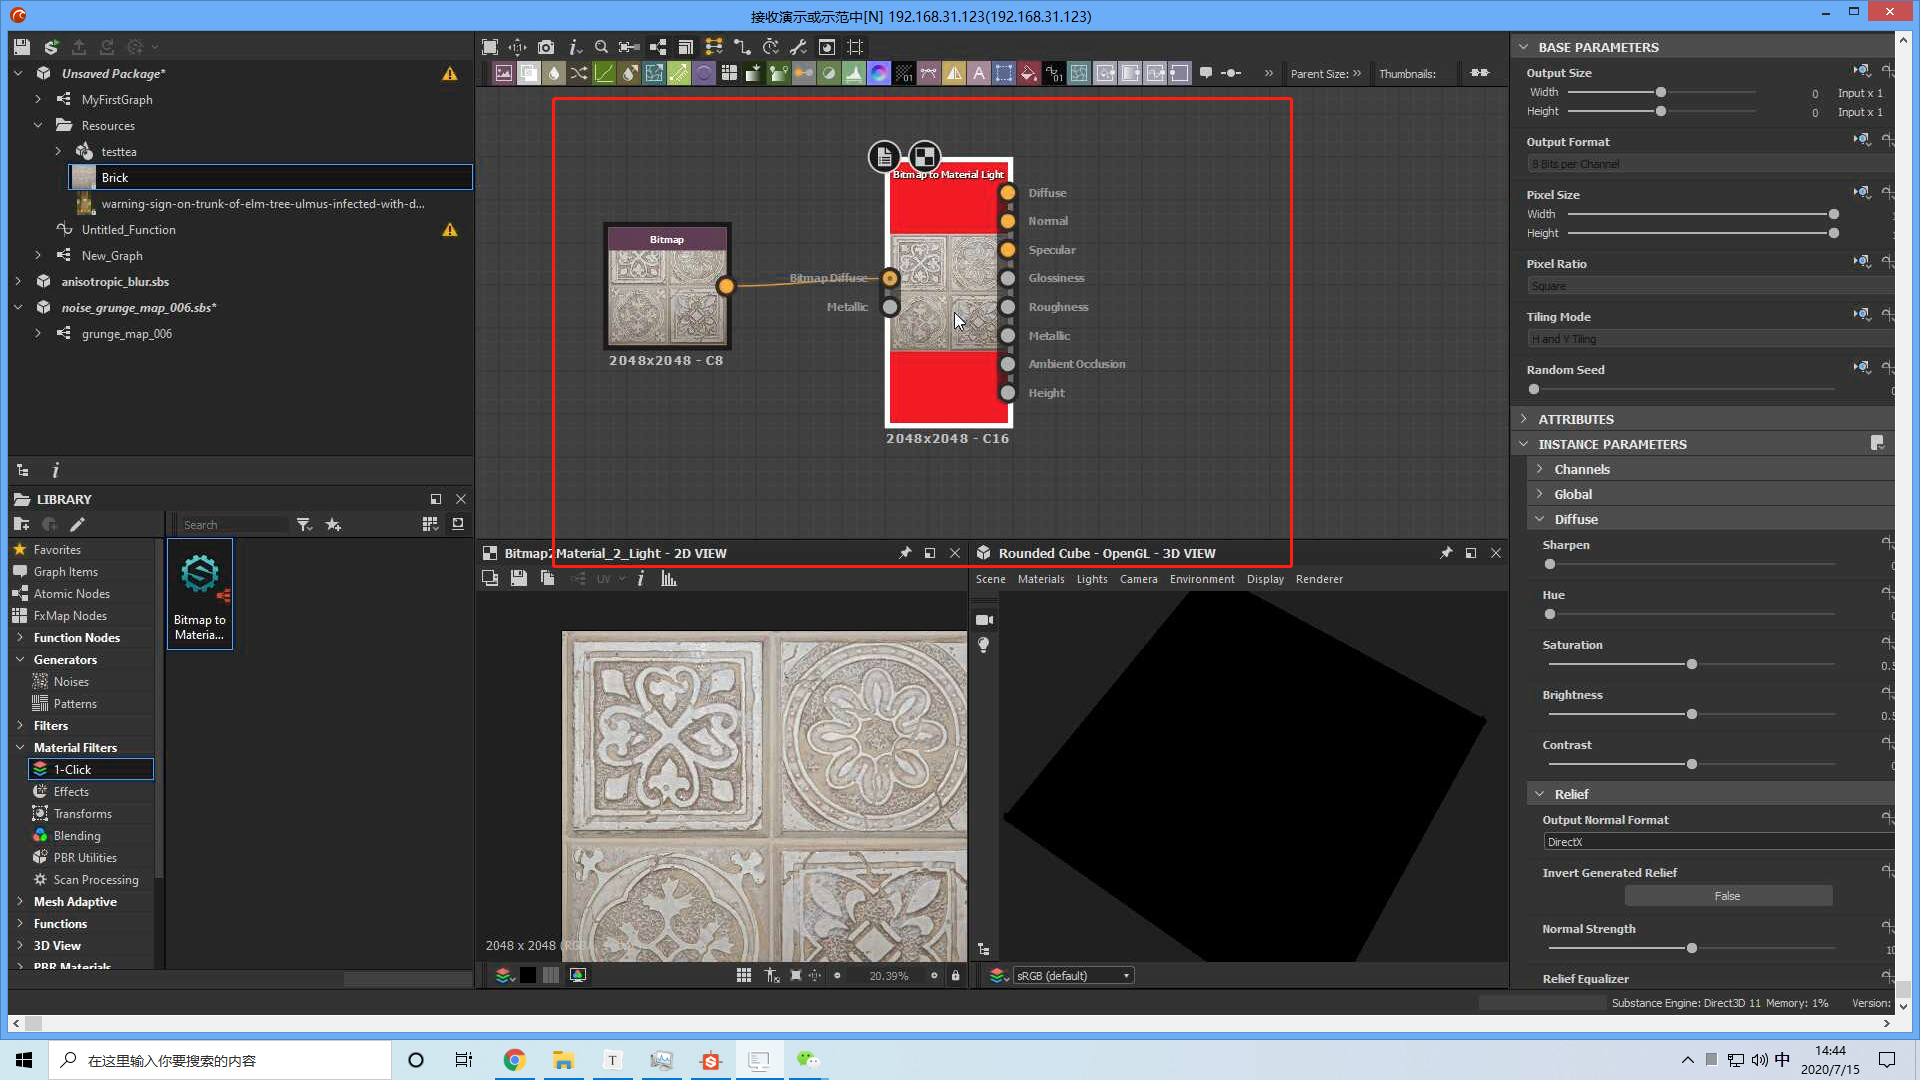 接收演示或示范中[N] 192.168.31.123(192.168.31.123)
Unsaved Package*
MyFirstGraph
Resources
testtea
Brick
warning-sign-on-trunk-of-elm-tree-ulmus-infected-with-d...
Untitled_Function
New_Graph
anisotropic_blur.sbs
noise_grunge_map_006.sbs*
grunge_map_006
LIBRARY
Search
Favorites
Graph Items
Atomic Nodes
FxMap Nodes
Function Nodes
Generators
Noises
Patterns
Filters
Material Filters
1-Click
Effects
Transforms
Blending
PBR Utilities
Scan Processing
Mesh Adaptive
Functions
3D View
PBR Materials
Bitmap to
Materia...
Parent Size: »
Thumbnails:
Bitmap
2048x2048 - C8
Bitmap to Material Light
Bitmap Diffuse
Metallic
Diffuse
Normal
Specular
Glossiness
Roughness
Metallic
Ambient Occlusion
Height
2048x2048 - C16
Bitmap2Material_2_Light - 2D VIEW
UV
2048 x 2048
20.39%
Rounded Cube - OpenGL - 3D VIEW
Scene Materials Lights Camera Environment Display Renderer
sRGB (default)
BASE PARAMETERS
Output Size
Width 0 Input x 1
Height 0 Input x 1
Output Format
8 Bits per Channel
Pixel Size
Width
Height
Pixel Ratio
Square
Tiling Mode
H and Y Tiling
Random Seed
ATTRIBUTES
INSTANCE PARAMETERS
Channels
Global
Diffuse
Sharpen
Hue
Saturation
Brightness
Contrast
Relief
Output Normal Format
DirectX
Invert Generated Relief
False
Normal Strength
Relief Equalizer
Substance Engine: Direct3D 11 Memory: 1% Version:
在这里输入你要搜索的内容
中
14:44
2020/7/15